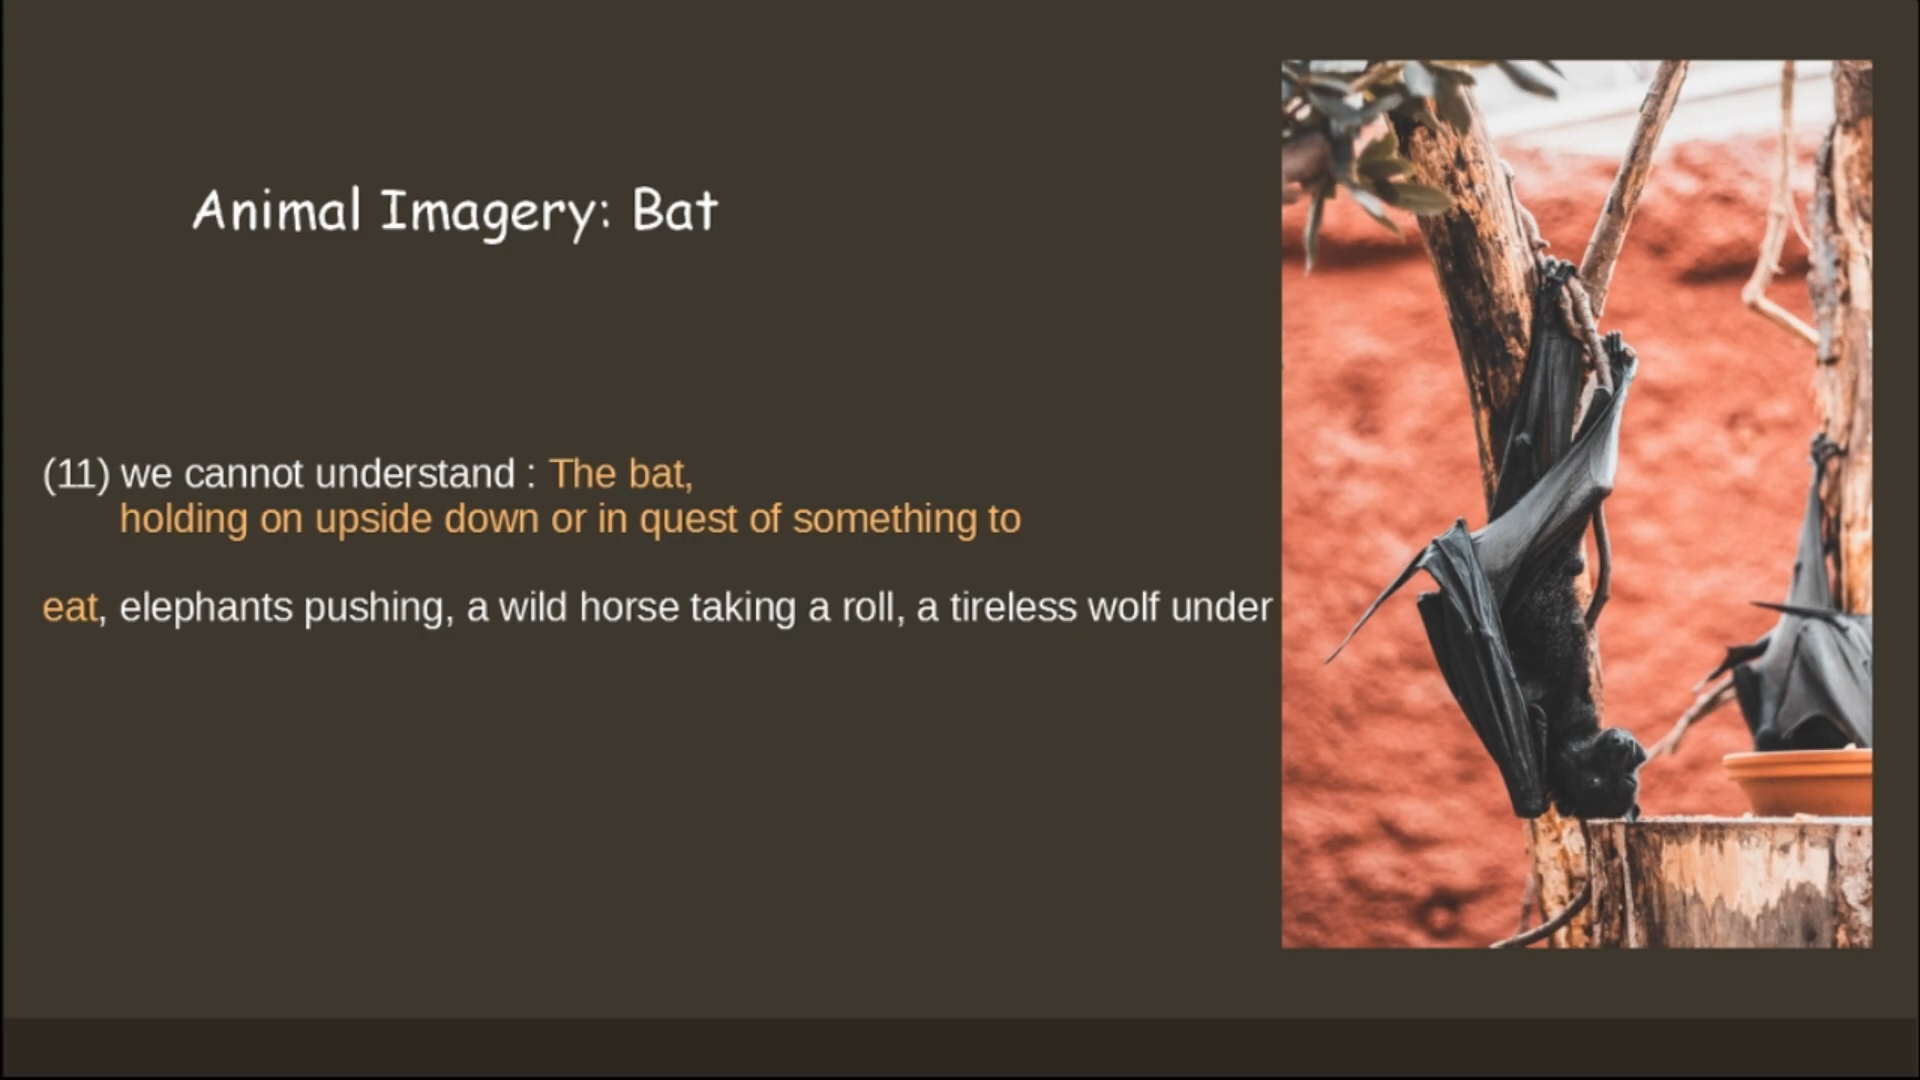 Animal Imagery: Bat
(11) we cannot understand : The bat,
holding on upside down or in quest of something to
eat, elephants pushing, a wild horse taking a roll, a tireless wolf under